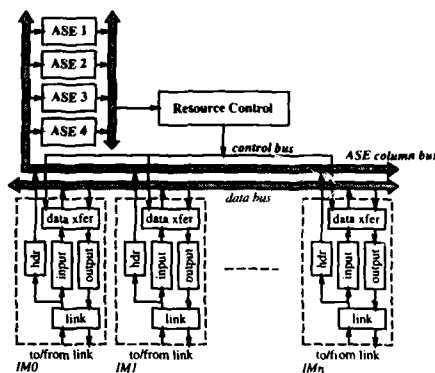 ASE 1
ASE 2
ASE 3
ASE 4
Resource Control
control bus
ASE column bus
data bus
data xfer
data xfer
data xfer
hdr
input
output
hdr
input
output
hdr
input
output
link
link
link
to/from link
to/from link
to/from link
IM0
IM1
IMn